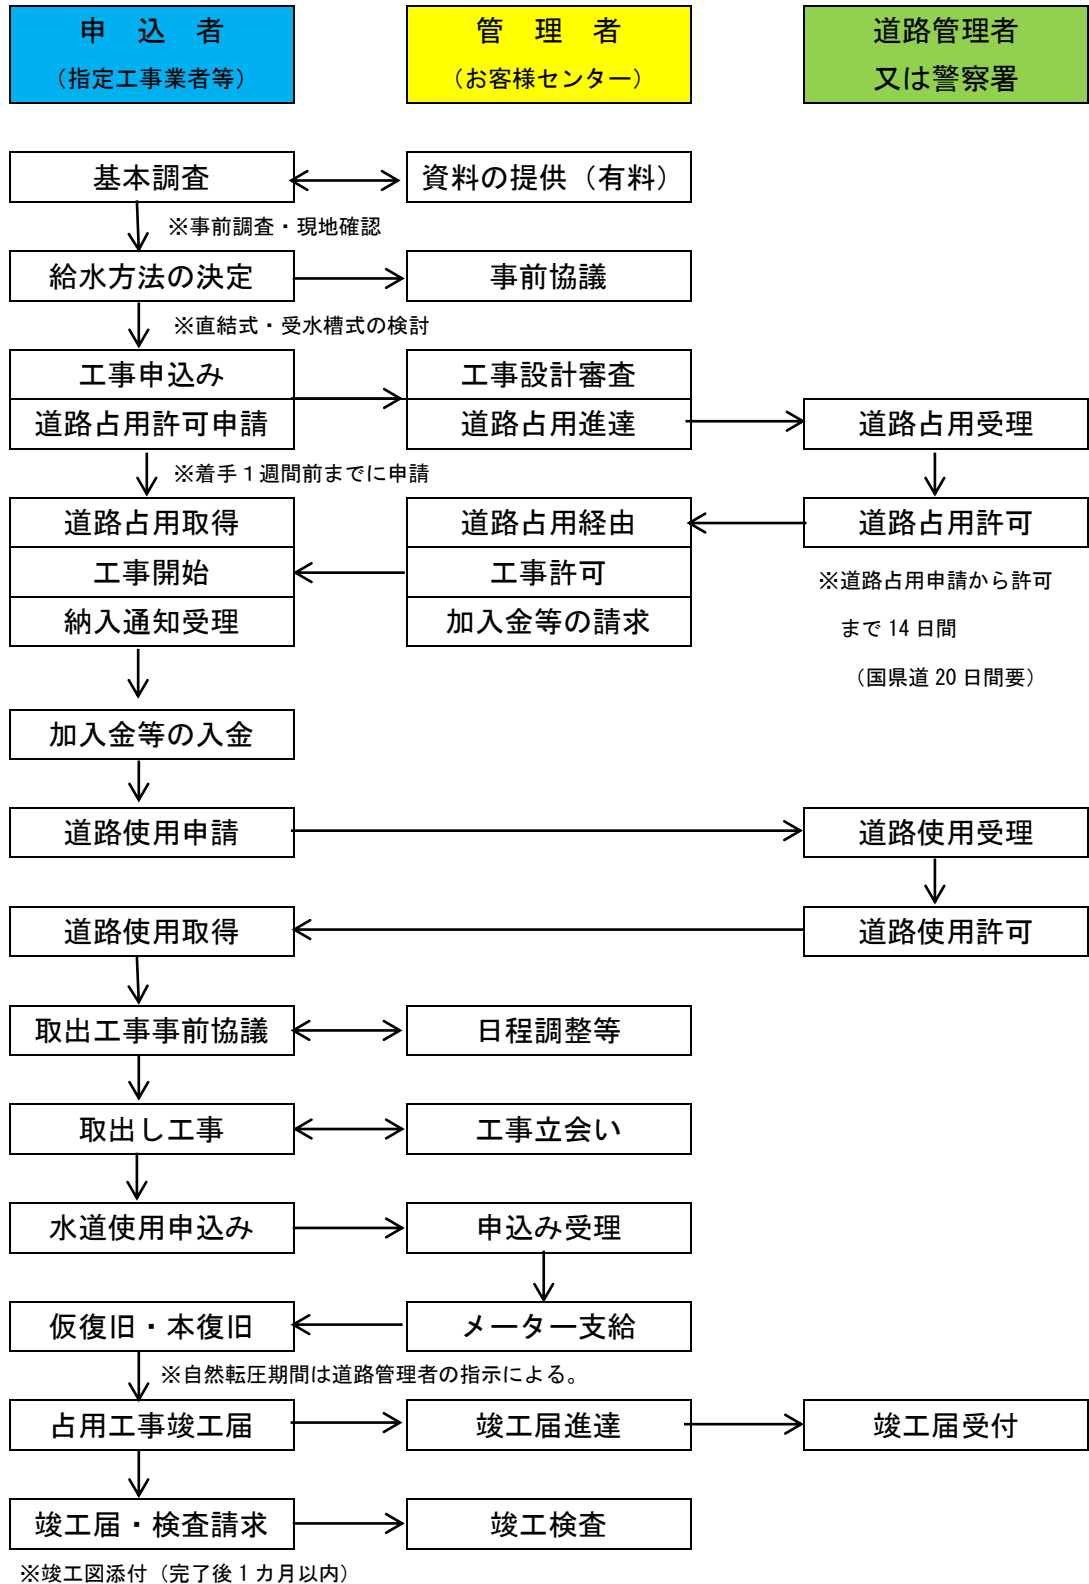 申　込　者
（指定工事業者等）
管　理　者
（お客様センター）
道路管理者
又は警察署
基本調査
資料の提供（有料）
※事前調査・現地確認
給水方法の決定
事前協議
※直結式・受水槽式の検討
工事申込み
工事設計審査
道路占用許可申請
道路占用進達
道路占用受理
※着手１週間前までに申請
道路占用取得
道路占用経由
道路占用許可
工事開始
工事許可
※道路占用申請から許可
まで 14 日間
（国県道 20 日間要）
納入通知受理
加入金等の請求
加入金等の入金
道路使用申請
道路使用受理
道路使用取得
道路使用許可
取出工事事前協議
日程調整等
取出し工事
工事立会い
水道使用申込み
申込み受理
仮復旧・本復旧
メーター支給
※自然転圧期間は道路管理者の指示による。
占用工事竣工届
竣工届進達
竣工届受付
竣工届・検査請求
竣工検査
※竣工図添付（完了後 1 カ月以内）